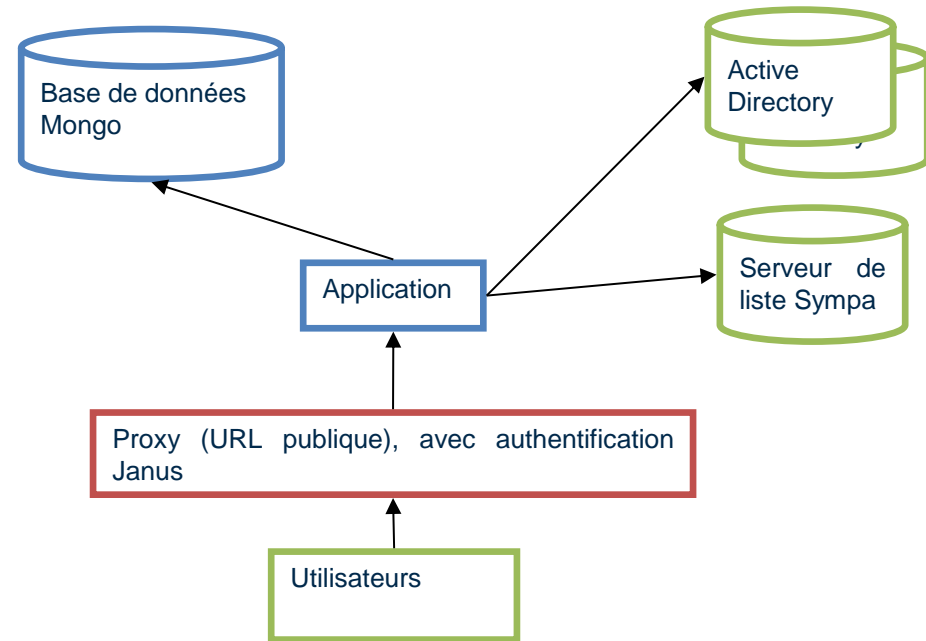 Base de données
Mongo
Active
Directory
y
Serveur de
liste Sympa
Application
Proxy (URL publique), avec authentification
Janus
Utilisateurs